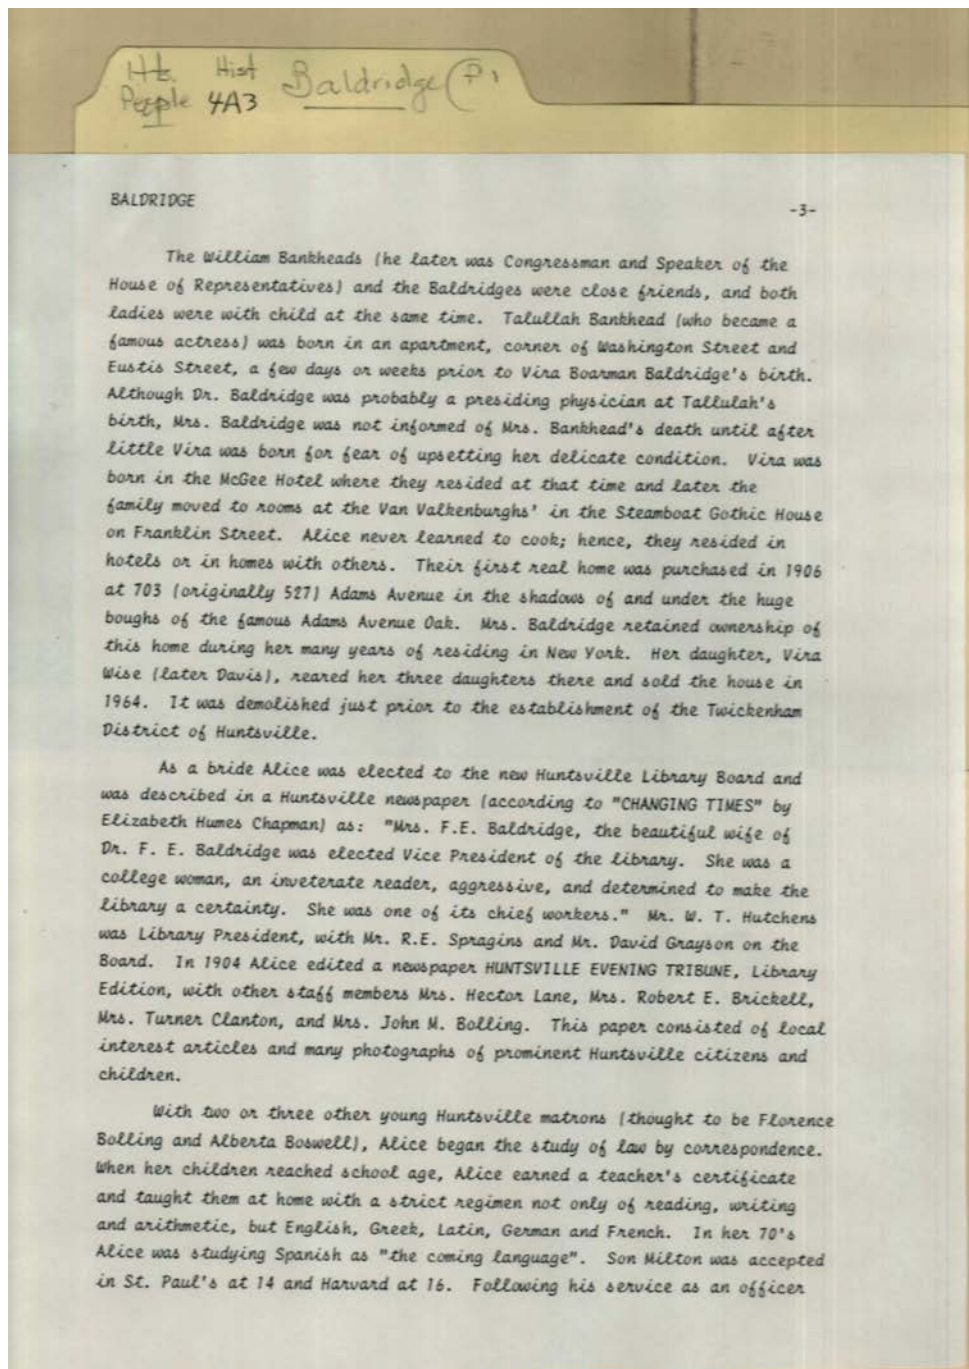 Hts. Hist Baldridge (P.1
People 4A3
BALDRIDGE
-3-
The William Bankheads (he later was Congressman and Speaker of the
House of Representatives) and the Baldridges were close friends, and both
ladies were with child at the same time. Talullah Bankhead (who became a
famous actress) was born in an apartment, corner of Washington Street and
Eustis Street, a few days or weeks prior to Vira Boarman Baldridge's birth.
Although Dr. Baldridge was probably a presiding physician at Tallulah's
birth, Mrs. Baldridge was not informed of Mrs. Bankhead's death until after
little Vira was born for fear of upsetting her delicate condition. Vira was
born in the McGee Hotel where they resided at that time and later the
family moved to rooms at the Van Valkenburghs' in the Steamboat Gothic House
on Franklin Street. Alice never learned to cook; hence, they resided in
hotels or in homes with others. Their first real home was purchased in 1906
at 703 (originally 527) Adams Avenue in the shadows of and under the huge
boughs of the famous Adams Avenue Oak. Mrs. Baldridge retained ownership of
this home during her many years of residing in New York. Her daughter, Vira
Wise (later Davis), reared her three daughters there and sold the house in
1964. It was demolished just prior to the establishment of the Twickenham
District of Huntsville.
As a bride Alice was elected to the new Huntsville Library Board and
was described in a Huntsville newspaper (according to "CHANGING TIMES" by
Elizabeth Humes Chapman) as: "Mrs. F.E. Baldridge, the beautiful wife of
Dr. F. E. Baldridge was elected Vice President of the library. She was a
college woman, an inveterate reader, aggressive, and determined to make the
library a certainty. She was one of its chief workers." Mr. W. T. Hutchens
was Library President, with Mr. R.E. Spragins and Mr. David Grayson on the
Board. In 1904 Alice edited a newspaper HUNTSVILLE EVENING TRIBUNE, Library
Edition, with other staff members Mrs. Hector Lane, Mrs. Robert E. Brickell,
Mrs. Turner Clanton, and Mrs. John M. Bolling. This paper consisted of local
interest articles and many photographs of prominent Huntsville citizens and
children.
With two or three other young Huntsville matrons (thought to be Florence
Bolling and Alberta Boswell), Alice began the study of law by correspondence.
When her children reached school age, Alice earned a teacher's certificate
and taught them at home with a strict regimen not only of reading, writing
and arithmetic, but English, Greek, Latin, German and French. In her 70's
Alice was studying Spanish as "the coming language". Son Milton was accepted
in St. Paul's at 14 and Harvard at 16. Following his service as an officer